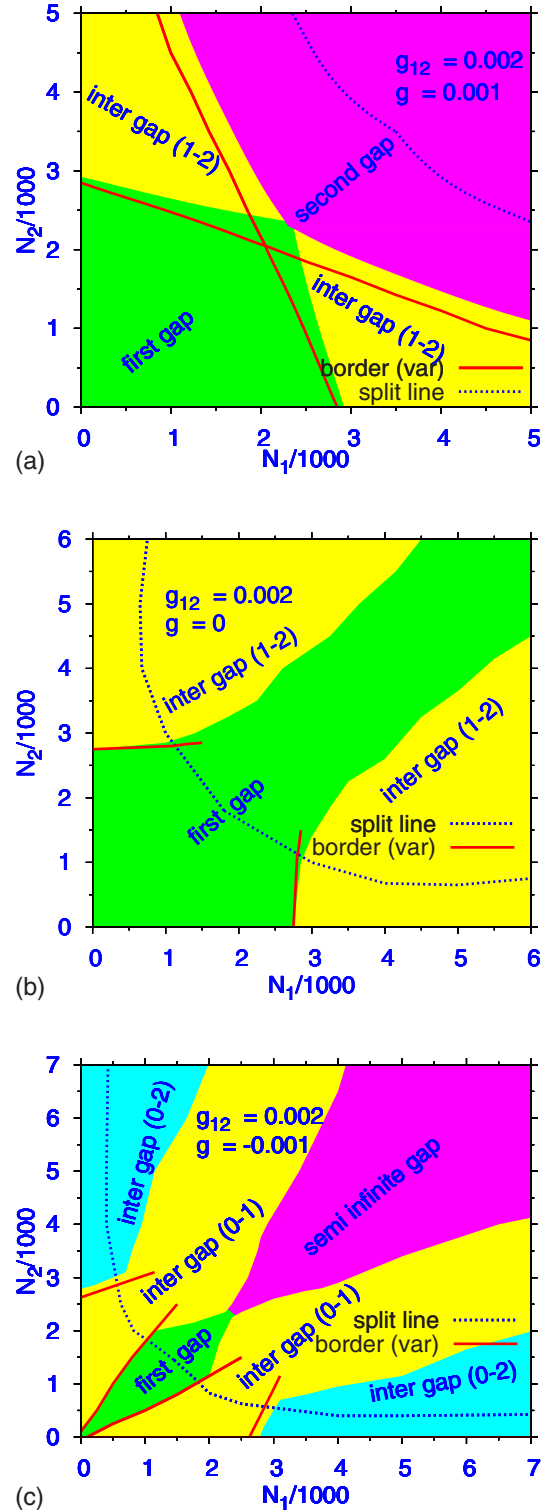 5
4
3
2
1
0
N2/1000
g12 = 0.002
g = 0.001
inter gap (1-2)
second gap
first gap
inter gap (1-2)
border (var)
split line
0 1 2 3 4 5
N1/1000
(a)
6
5
4
3
2
1
0
N2/1000
g12 = 0.002
g = 0
inter gap (1-2)
inter gap (1-2)
first gap
split line
border (var)
0 1 2 3 4 5 6
N1/1000
(b)
7
6
5
4
3
2
1
0
N2/1000
inter gap (0-2)
g12 = 0.002
g = -0.001
semi infinite gap
inter gap (0-1)
first gap
inter gap (0-1)
split line
border (var)
inter gap (0-2)
0 1 2 3 4 5 6 7
N1/1000
(c)